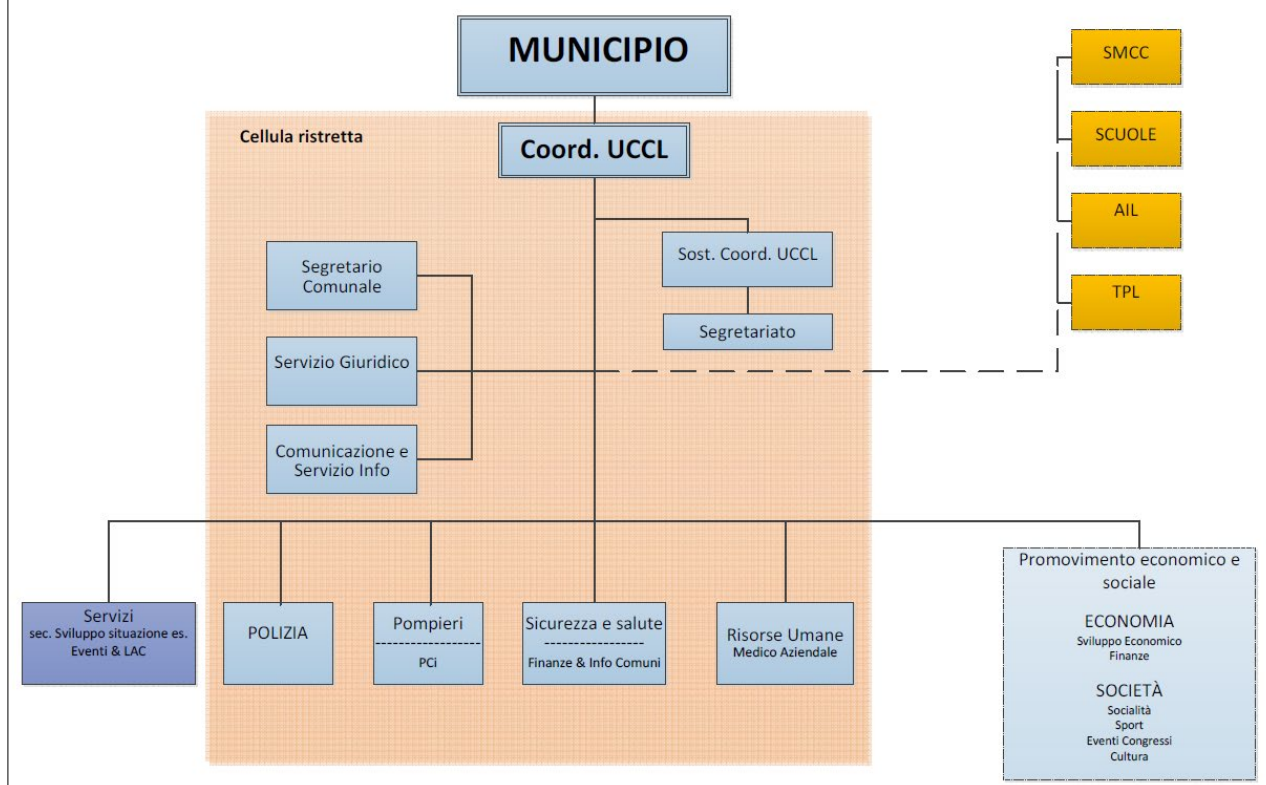 MUNICIPIO
SMCC
Cellula ristretta
Coord. UCCL
SCUOLE
AIL
Segretario
Comunale
Sost. Coord. UCCL
TPL
Segretariato
Servizio Giuridico
Comunicazione e
Servizio Info
Servizi
sec. Sviluppo situazione es.
Eventi & LAC
POLIZIA
Pompieri
PCi
Sicurezza e salute
Finanze & Info Comuni
Risorse Umane
Medico Aziendale
Promovimento economico e
sociale
ECONOMIA
Sviluppo Economico
Finanze
SOCIETÀ
Socialità
Sport
Eventi Congressi
Cultura